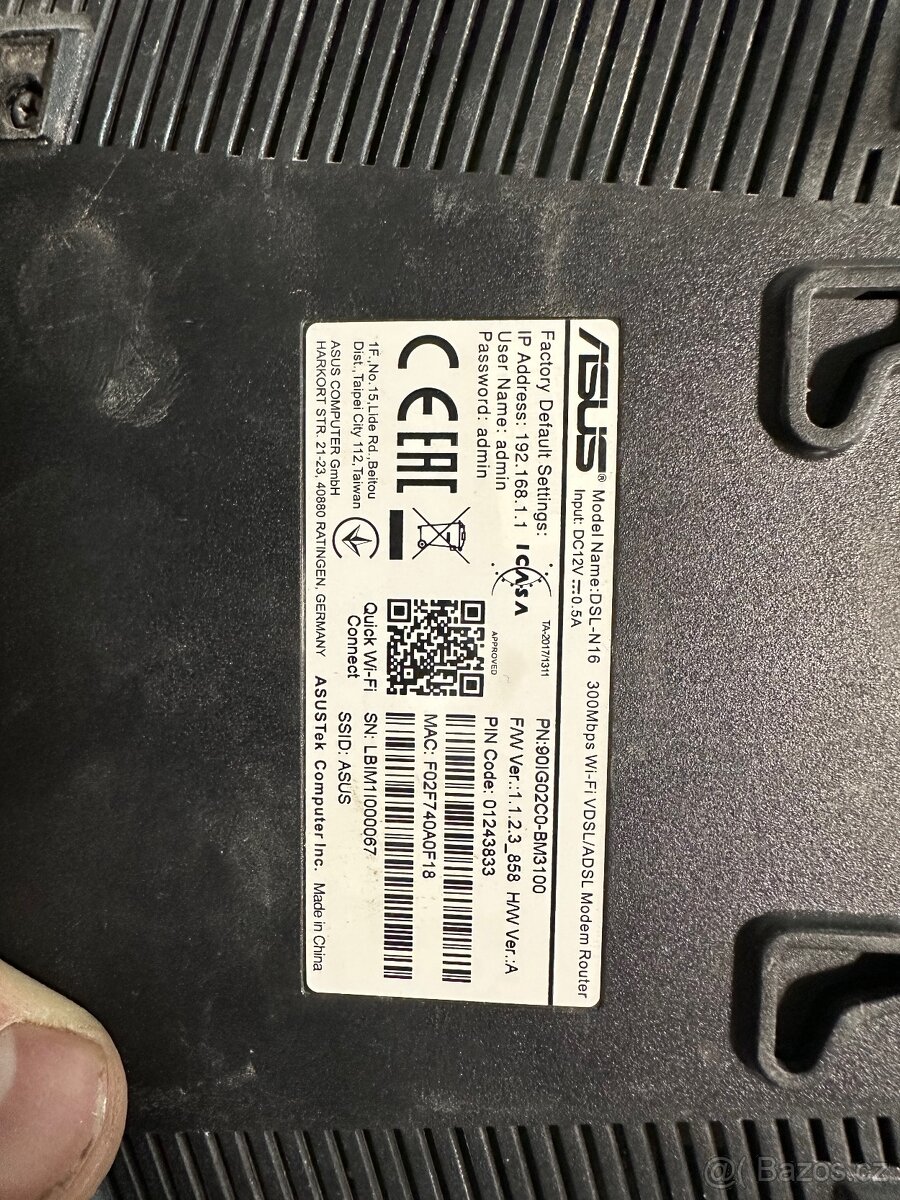 ASUS® Model Name:DSL-N16 300Mbps Wi-Fi VDSL/ADSL Modem Router
Input: DC12V⎓0.5A
Factory Default Settings:
IP Address: 192.168.1.1
User Name: admin
Password: admin
ICASA
TA-2017/1311
APPROVED
PN:90IG02C0-BM3100
F/W Ver.:1.1.2.3_858 H/W Ver.:A
PIN Code: 01243833
MAC: F02F740A0F18
SN: LBIM1I000067
SSID: ASUS
CE EAC
Quick Wi-Fi
Connect
1F.,No.15,Lide Rd.,Beitou
Dist.,Taipei City 112,Taiwan
ASUS COMPUTER GmbH
HARKORT STR. 21-23, 40880 RATINGEN, GERMANY ASUSTek Computer Inc. Made in China
@ Bazos.cz